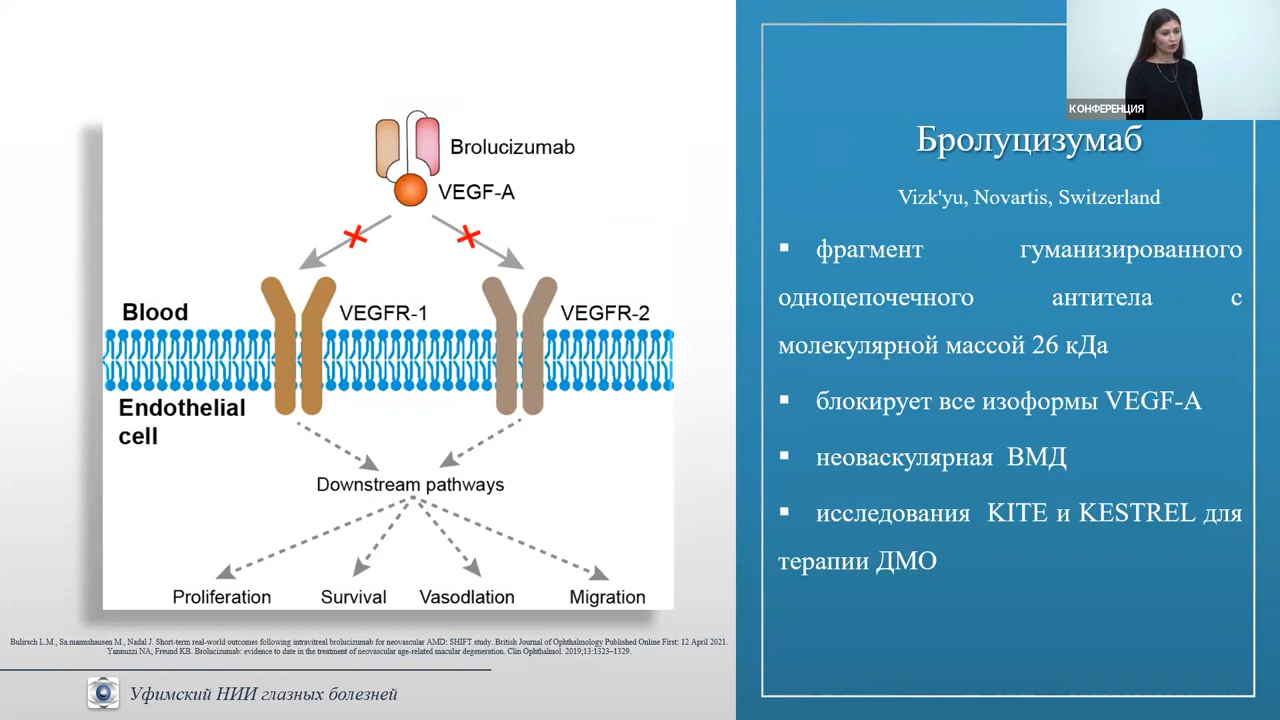 Brolucizumab
VEGF-A
Blood
VEGFR-1
VEGFR-2
Endothelial
cell
Downstream pathways
Proliferation
Survival
Vasodlation
Migration
Bulirsch L.M., Sa.mannshausen M., Nadal J. Short-term real-world outcomes following intravitreal brolucizumab for neovascular AMD: SHIFT study. British Journal of Ophthalmology Published Online First: 12 April 2021.
Yannuzzi NA, Freund KB. Brolucizumab: evidence to date in the treatment of neovascular age-related macular degeneration. Clin Ophthalmol. 2019;13:1323–1329.
Уфимский НИИ глазных болезней
КОНФЕРЕНЦИЯ
Бролуцизумаб
Vizk'yu, Novartis, Switzerland
▪ фрагмент гуманизированного
одноцепочечного антитела с
молекулярной массой 26 кДа
▪ блокирует все изоформы VEGF-A
▪ неоваскулярная ВМД
▪ исследования KITE и KESTREL для
терапии ДМО